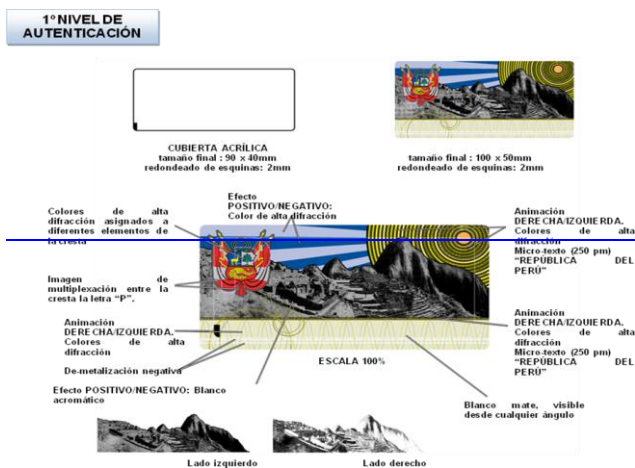 1º NIVEL DE
AUTENTICACIÓN
CUBIERTA ACRÍLICA
tamaño final : 90 x 40mm
redondeado de esquinas: 2mm
tamaño final : 100 x 50mm
redondeado de esquinas: 2mm
Colores de alta
difracción asignados a
diferentes elementos de
la cresta
Efecto
POSITIVO/NEGATIVO:
Color de alta difracción
Animación
DERECHA/IZQUIERDA.
Colores de alta
difracción
Micro-texto (250 pm)
"REPÚBLICA DEL
PERÚ"
Imagen de
multiplexación entre la
cresta la letra "P".
Animación
DERECHA/IZQUIERDA.
Colores de alta
difracción
De-metalización negativa
Efecto POSITIVO/NEGATIVO: Blanco
acromático
ESCALA 100%
Animación
DERECHA/IZQUIERDA.
Colores de alta
difracción
Micro-texto (250 pm)
"REPÚBLICA DEL
PERÚ"
Blanco mate, visible
desde cualquier ángulo
Lado izquierdo
Lado derecho